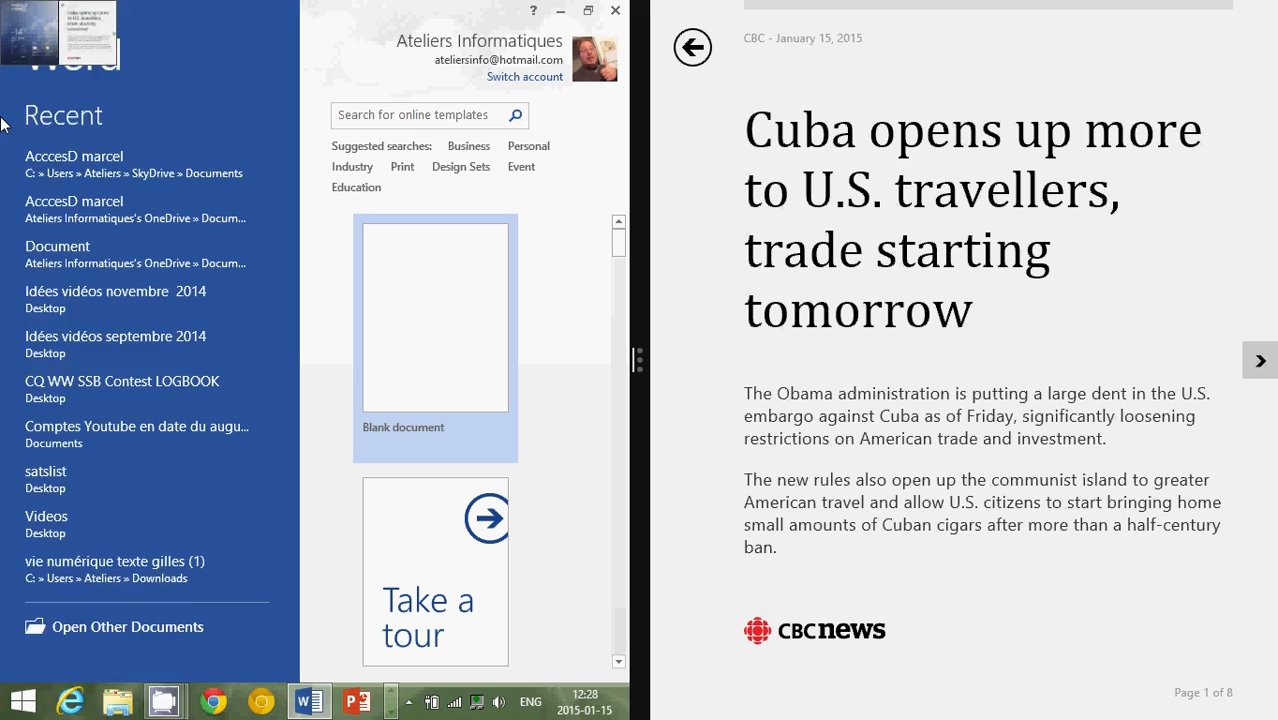 Word
Recent
AcccesD marcel
C: » Users » Ateliers » SkyDrive » Documents
AcccesD marcel
Ateliers Informatiques's OneDrive » Docum...
Document
Ateliers Informatiques's OneDrive » Docum...
Idées vidéos novembre  2014
Desktop
Idées vidéos septembre 2014
Desktop
CQ WW SSB Contest LOGBOOK
Desktop
Comptes Youtube en date du augu...
Documents
satslist
Desktop
Videos
Desktop
vie numérique texte gilles (1)
C: » Users » Ateliers » Downloads
Open Other Documents
?
Ateliers Informatiques
ateliersinfo@hotmail.com
Switch account
Search for online templates
Suggested searches: Business Personal
Industry Print Design Sets Event
Education
Blank document
Take a
tour
ENG
12:28
2015-01-15
CBC - January 15, 2015
Cuba opens up more
to U.S. travellers,
trade starting
tomorrow
The Obama administration is putting a large dent in the U.S.
embargo against Cuba as of Friday, significantly loosening
restrictions on American trade and investment.
The new rules also open up the communist island to greater
American travel and allow U.S. citizens to start bringing home
small amounts of Cuban cigars after more than a half-century
ban.
CBCnews
Page 1 of 8